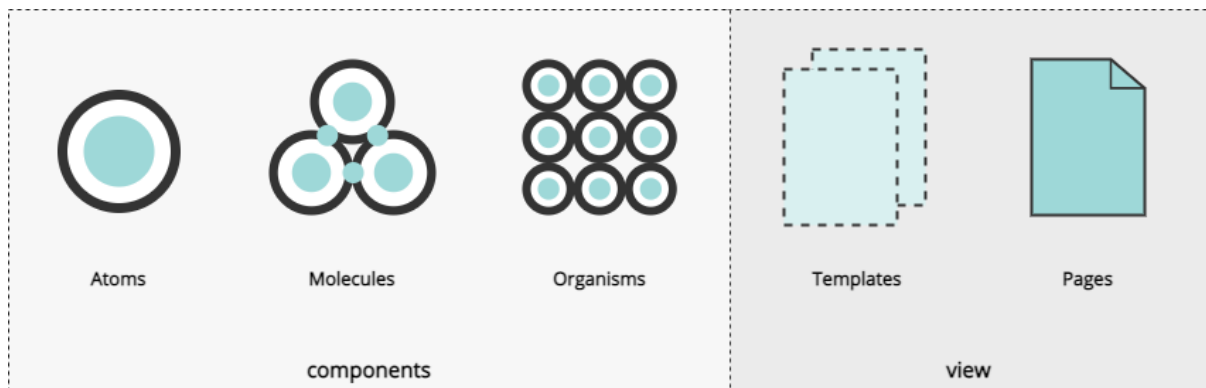 Atoms
Molecules
Organisms
Templates
Pages
components
view